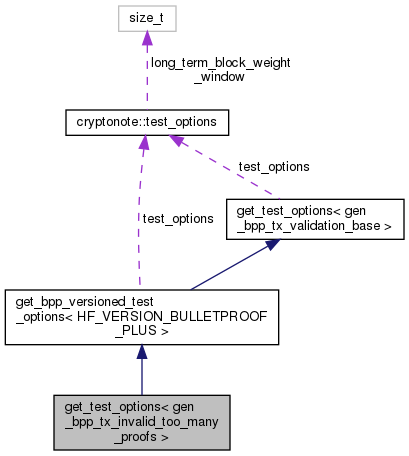 size_t
long_term_block_weight
_window
cryptonote::test_options
test_options
test_options
get_test_options< gen
_bpp_tx_validation_base >
get_bpp_versioned_test
_options< HF_VERSION_BULLETPROOF
_PLUS >
get_test_options< gen
_bpp_tx_invalid_too_many
_proofs >